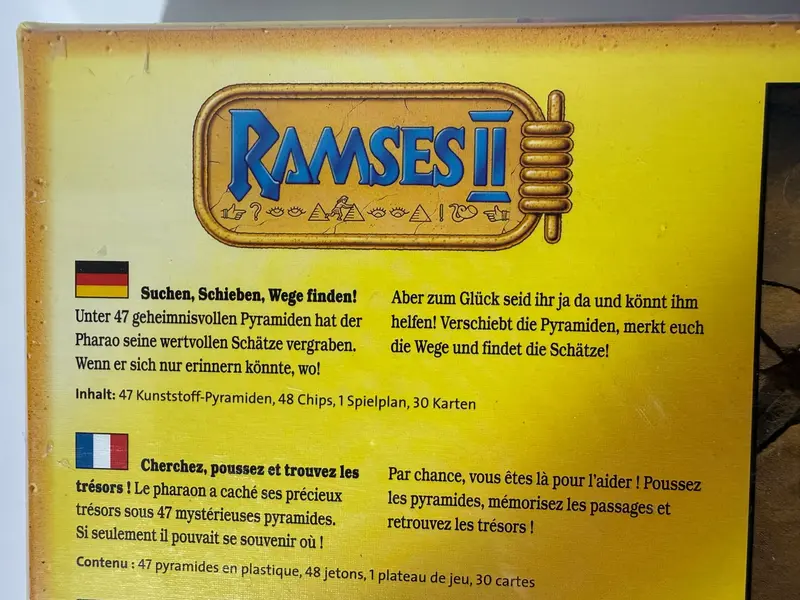 RAMSES II
Suchen, Schieben, Wege finden!
Unter 47 geheimnisvollen Pyramiden hat der
Pharao seine wertvollen Schätze vergraben.
Wenn er sich nur erinnern könnte, wo!
Aber zum Glück seid ihr ja da und könnt ihm
helfen! Verschiebt die Pyramiden, merkt euch
die Wege und findet die Schätze!
Inhalt: 47 Kunststoff-Pyramiden, 48 Chips, 1 Spielplan, 30 Karten
Cherchez, poussez et trouvez les
trésors ! Le pharaon a caché ses précieux
trésors sous 47 mystérieuses pyramides.
Si seulement il pouvait se souvenir où !
Par chance, vous êtes là pour l'aider ! Poussez
les pyramides, mémorisez les passages et
retrouvez les trésors !
Contenu : 47 pyramides en plastique, 48 jetons, 1 plateau de jeu, 30 cartes